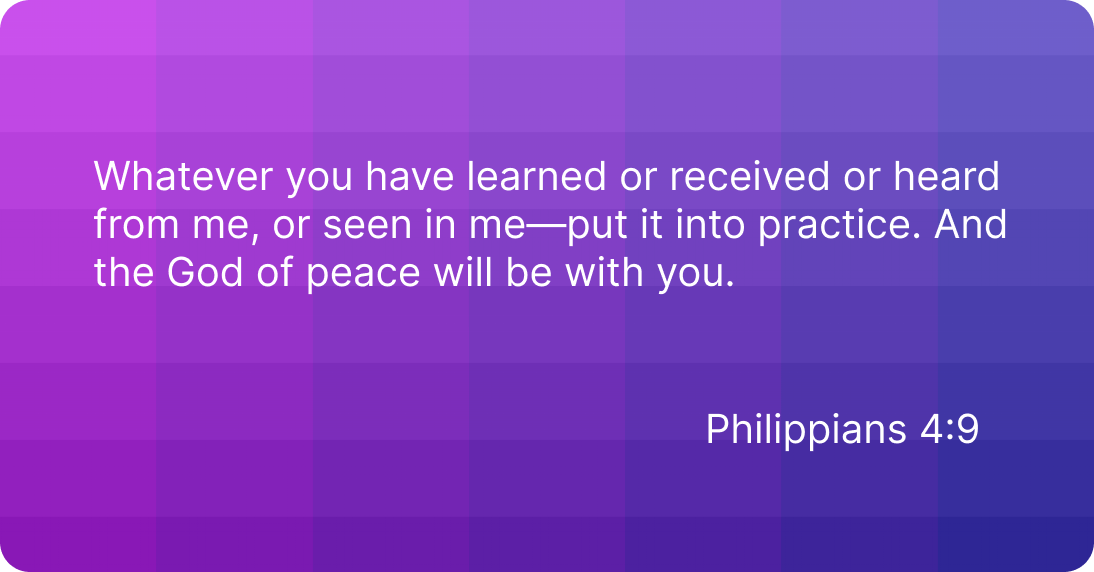 Whatever you have learned or received or heard
from me, or seen in me—put it into practice. And
the God of peace will be with you.
Philippians 4:9